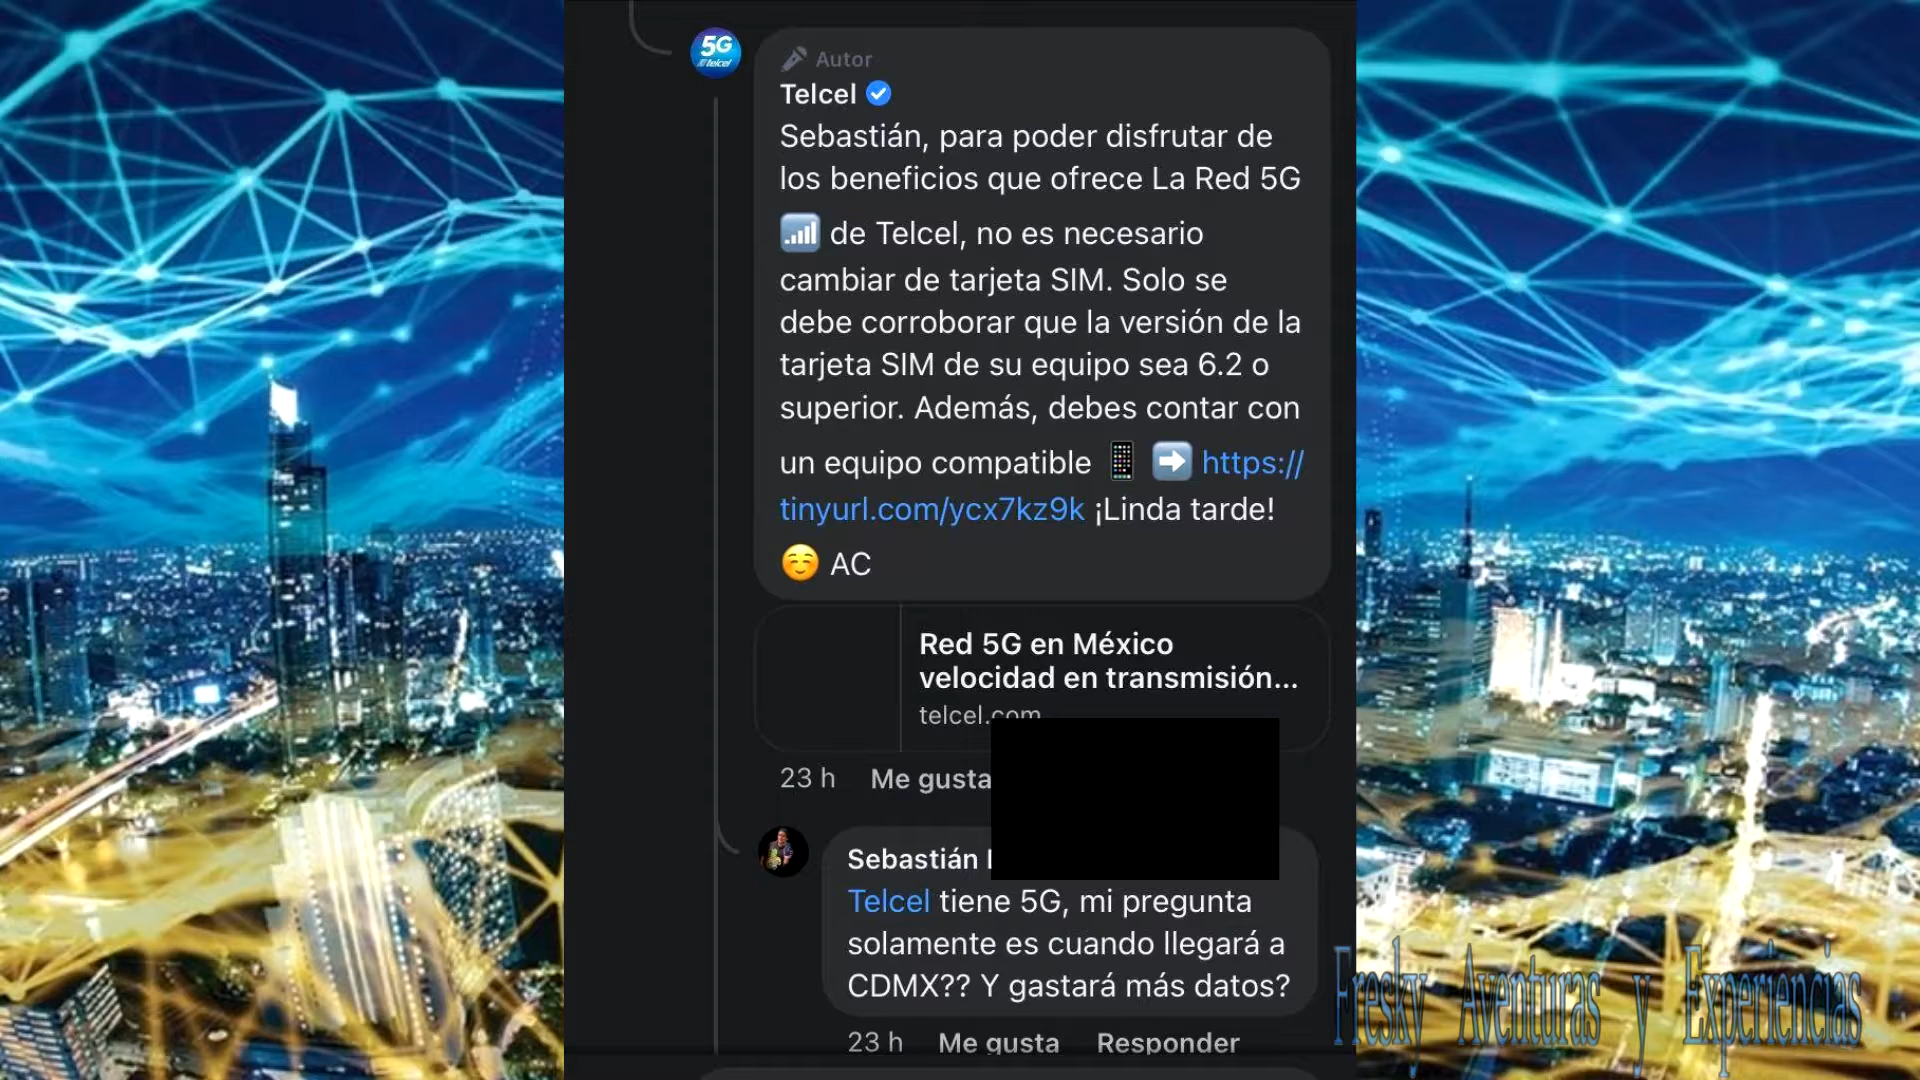 5G
telcel
Autor
Telcel
Sebastián, para poder disfrutar de
los beneficios que ofrece La Red 5G
de Telcel, no es necesario
cambiar de tarjeta SIM. Solo se
debe corroborar que la versión de la
tarjeta SIM de su equipo sea 6.2 o
superior. Además, debes contar con
un equipo compatible https://
tinyurl.com/ycx7kz9k ¡Linda tarde!
AC
Red 5G en México
velocidad en transmisión...
telcel.com
23 h Me gusta
Sebastián
Telcel tiene 5G, mi pregunta
solamente es cuando llegará a
CDMX?? Y gastará más datos?
23 h Me gusta Responder
Fresky Aventuras y Experiencias